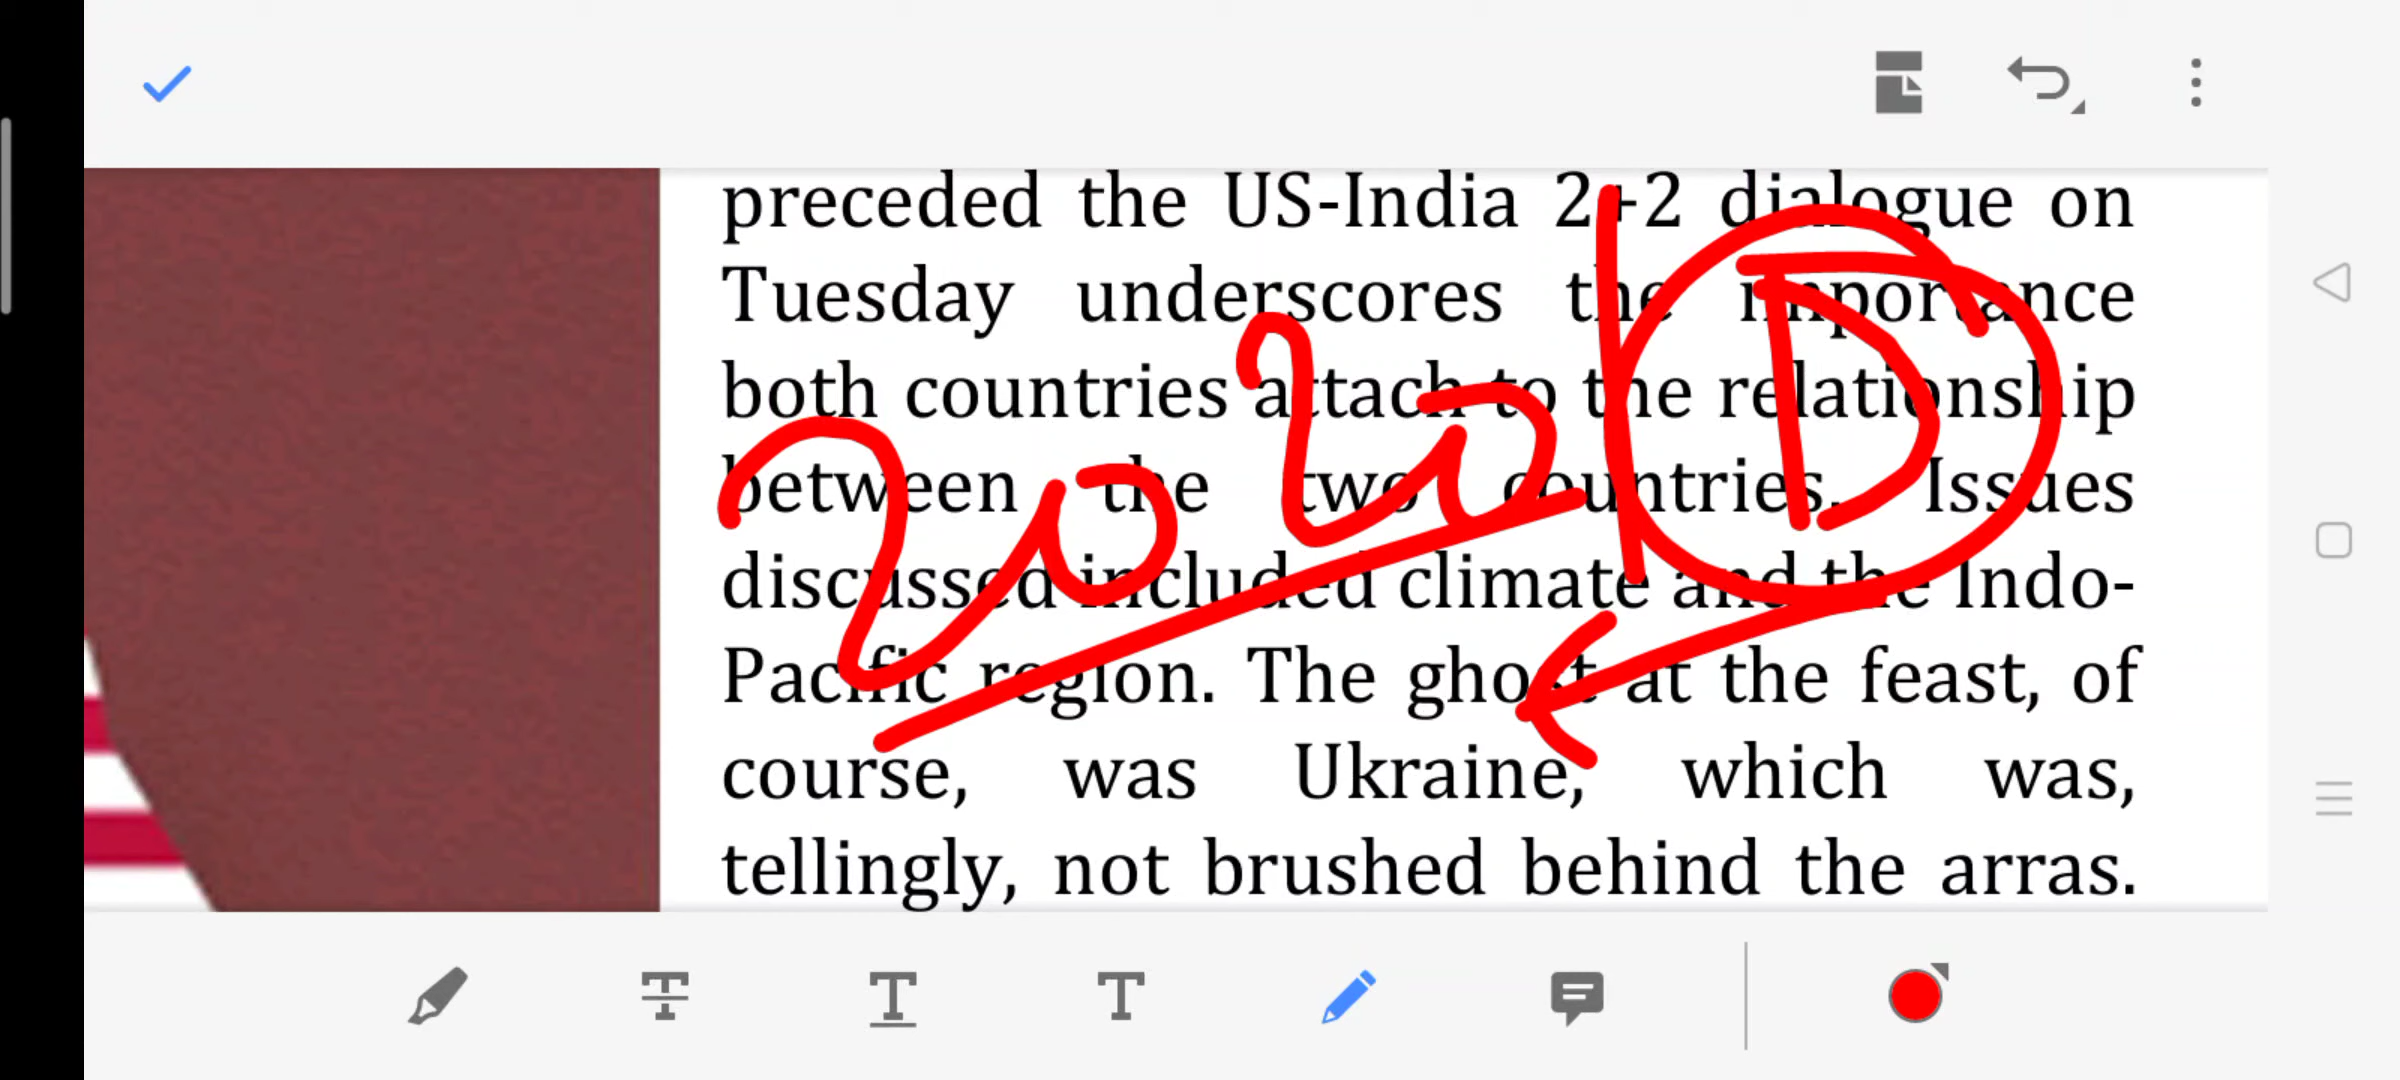 preceded the US-India 2+2 dialogue on
Tuesday underscores the importance
both countries attach to the relationship
between the two countries. Issues
discussed included climate and the Indo-
Pacific region. The ghost at the feast, of
course, was Ukraine, which was,
tellingly, not brushed behind the arras.
2020
D